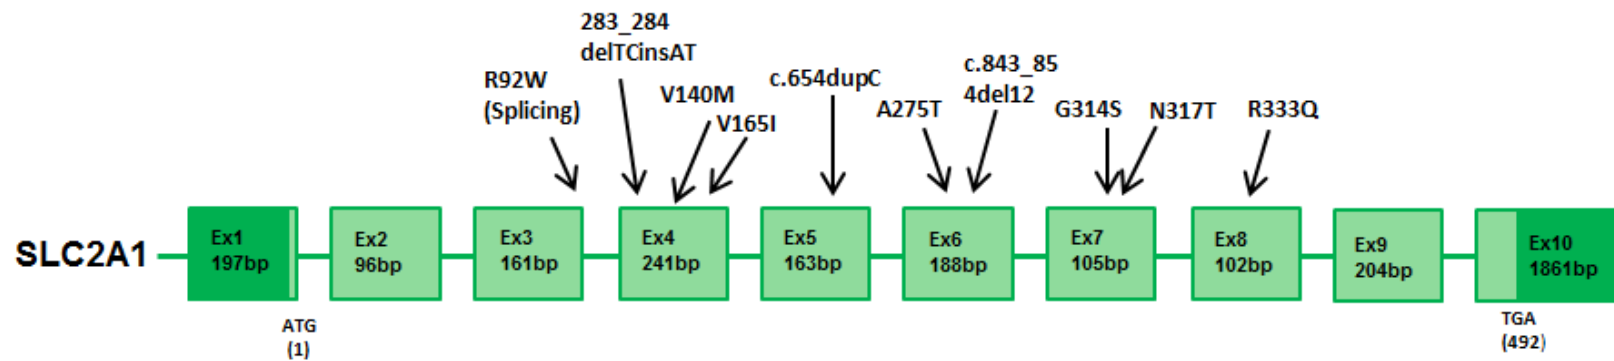 283_284
delTCinsAT
R92W
(Splicing)
V140M
V165I
c.654dupC
c.843_85
4del12
A275T
G314S
N317T
R333Q
SLC2A1
Ex1
197bp
Ex2
96bp
Ex3
161bp
Ex4
241bp
Ex5
163bp
Ex6
188bp
Ex7
105bp
Ex8
102bp
Ex9
204bp
Ex10
1861bp
ATG
(1)
TGA
(492)